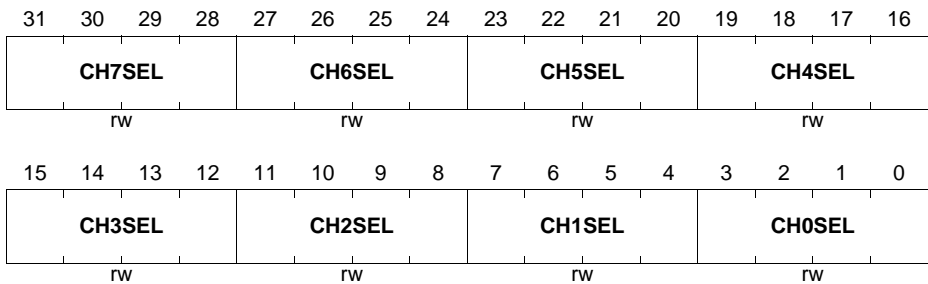 31 30 29 28 27 26 25 24 23 22 21 20 19 18 17 16
CH7SEL CH6SEL CH5SEL CH4SEL
rw rw rw rw
15 14 13 12 11 10 9 8 7 6 5 4 3 2 1 0
CH3SEL CH2SEL CH1SEL CH0SEL
rw rw rw rw